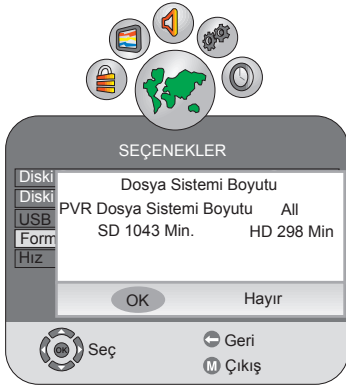 SEÇENEKLER
Diski
Diski
USB
Form
Hız
Dosya Sistemi Boyutu
PVR Dosya Sistemi Boyutu All
SD 1043 Min. HD 298 Min
OK Hayır
OK Seç
Geri
M Çıkış